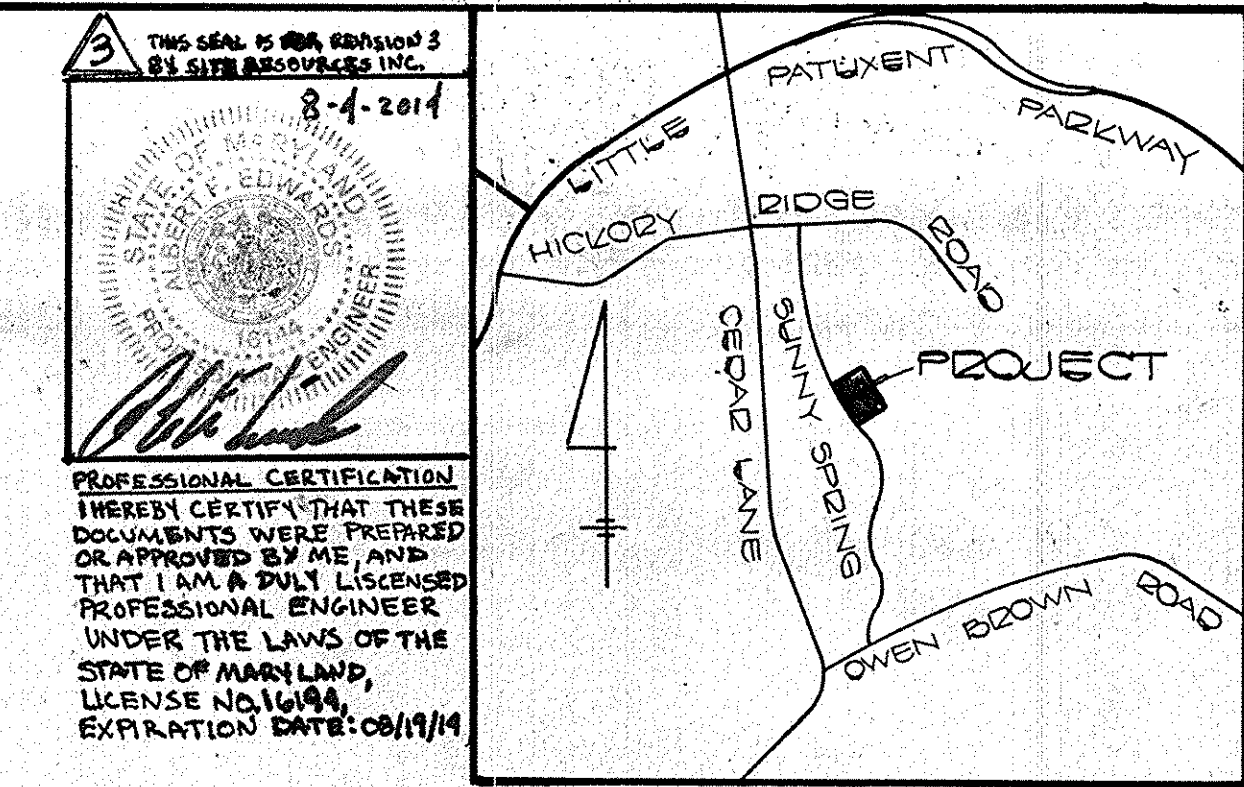 3
THIS SEAL IS FOR REVISION 3
BY SITE RESOURCES INC.
8-4-2014
STATE OF MARYLAND
ALBERT F. EDWARDS
PROFESSIONAL ENGINEER
PROFESSIONAL CERTIFICATION
I HEREBY CERTIFY THAT THESE
DOCUMENTS WERE PREPARED
OR APPROVED BY ME, AND
THAT I AM A DULY LISCENSED
PROFESSIONAL ENGINEER
UNDER THE LAWS OF THE
STATE OF MARYLAND,
LICENSE NO.
EXPIRATION DATE: 08/19/14
LITTLE PATUXENT PARKWAY
HICKORY RIDGE ROAD
CEDAR LANE
SUNNY SPRING
PROJECT
OWEN BROWN ROAD